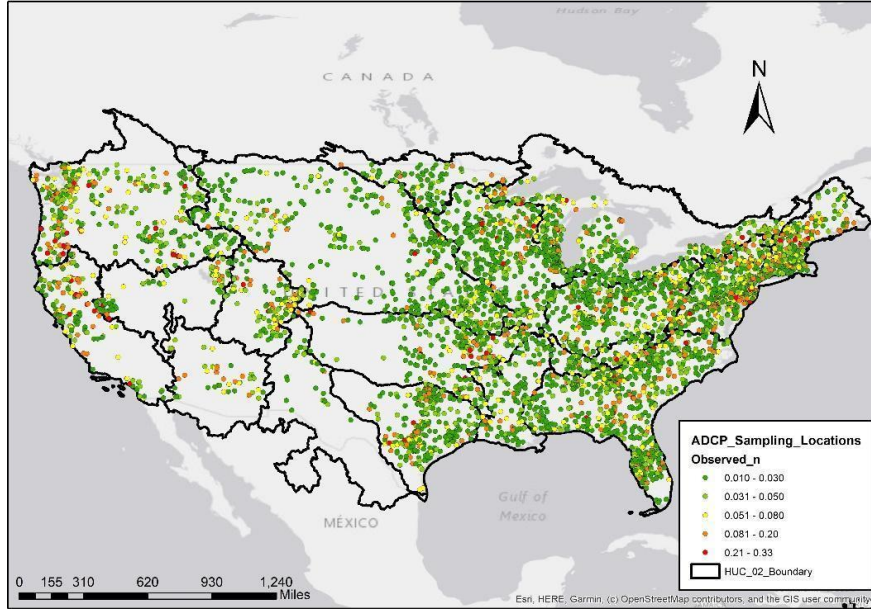 Hudson Bay
CANADA
N
UNITED
ADCP_Sampling_Locations
Observed_n
0.010 - 0.030
0.031 - 0.050
0.051 - 0.080
0.081 - 0.20
0.21 - 0.33
HUC_02_Boundary
Gulf of
Mexico
MÉXICO
0 155 310 620 930 1,240
Miles
Esri, HERE, Garmin, (c) OpenStreetMap contributors, and the GIS user community